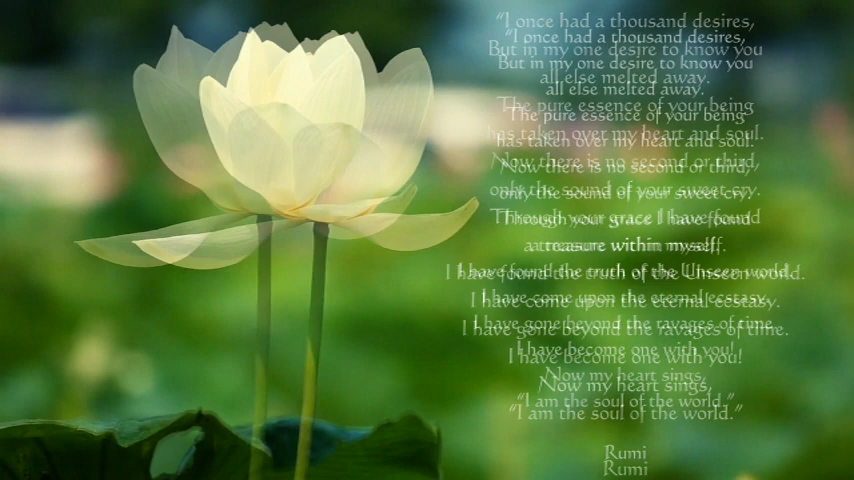 “I once had a thousand desires,
But in my one desire to know you
all else melted away.
The pure essence of your being
has taken over my heart and soul.
Now there is no second or third,
only the sound of your sweet cry.
Through your grace I have found
a treasure within myself.
I have found the truth of the Unseen world.
I have come upon the eternal ecstasy.
I have gone beyond the ravages of time.
I have become one with you!
Now my heart sings,
“I am the soul of the world.”
Rumi